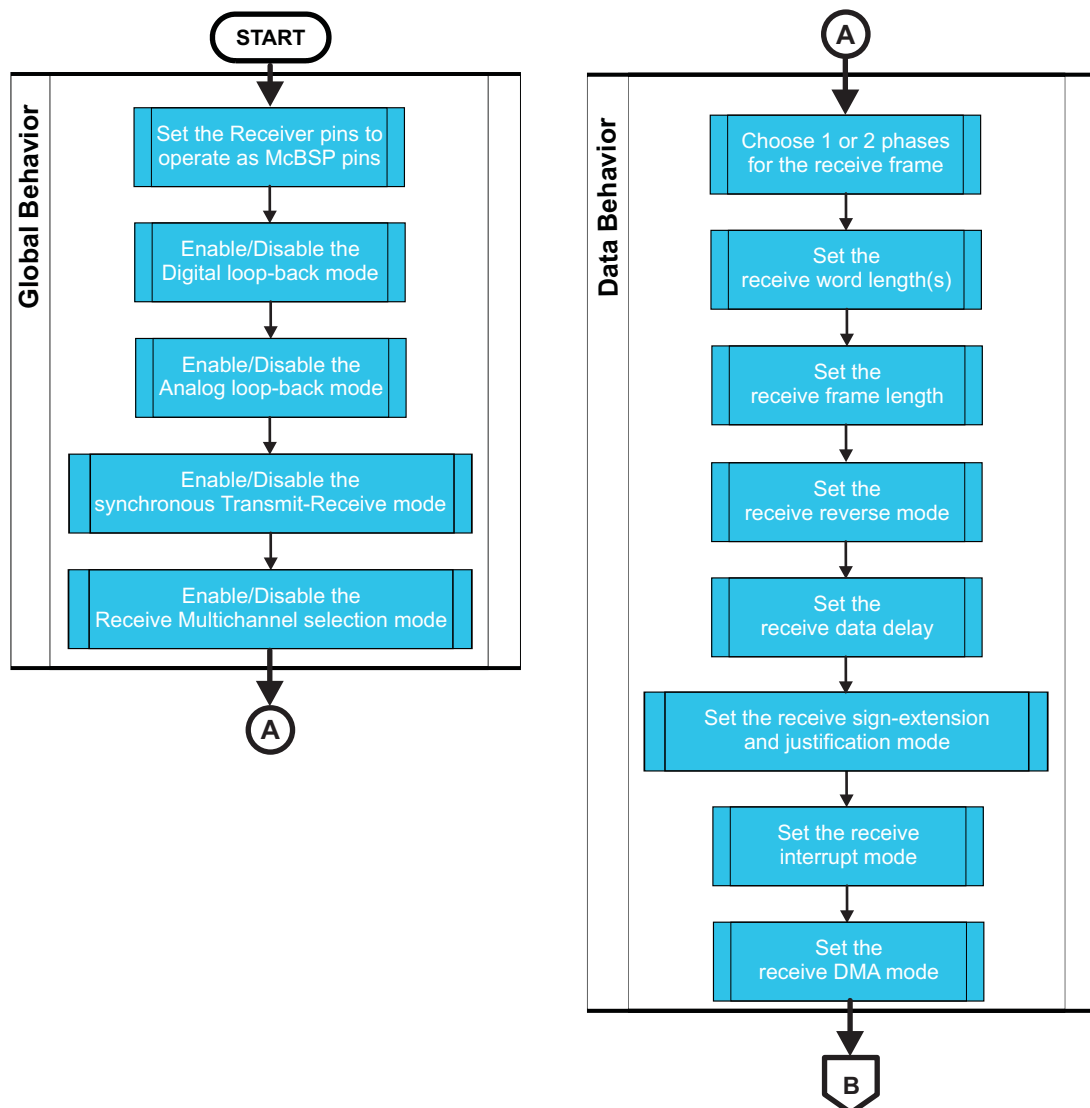 START
Global Behavior
Set the Receiver pins to
operate as McBSP pins
Enable/Disable the
Digital loop-back mode
Enable/Disable the
Analog loop-back mode
Enable/Disable the
synchronous Transmit-Receive mode
Enable/Disable the
Receive Multichannel selection mode
A
A
Data Behavior
Choose 1 or 2 phases
for the receive frame
Set the
receive word length(s)
Set the
receive frame length
Set the
receive reverse mode
Set the
receive data delay
Set the receive sign-extension
and justification mode
Set the receive
interrupt mode
Set the
receive DMA mode
B